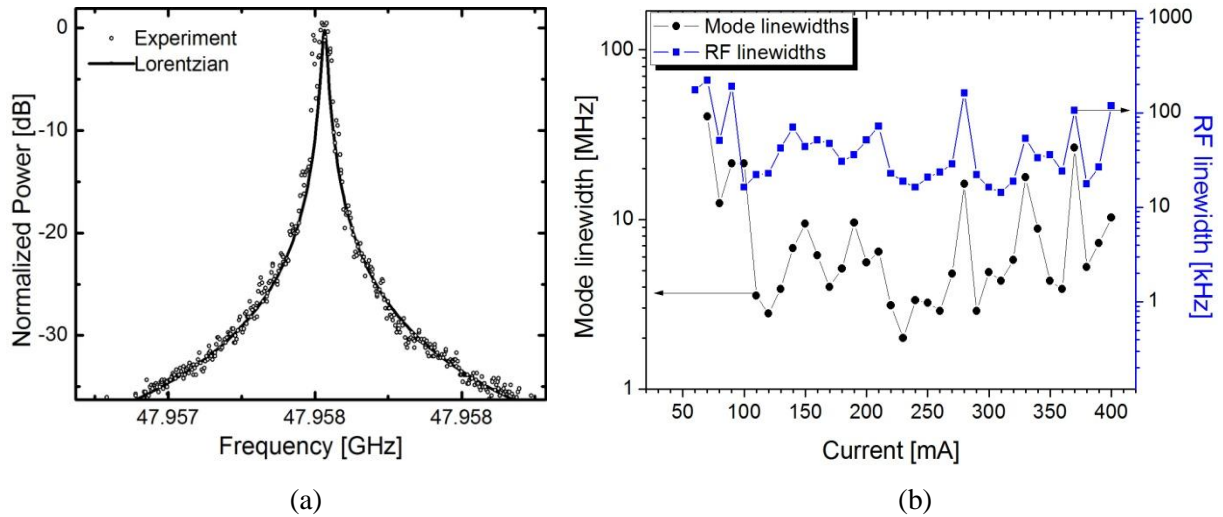 Experiment
Lorentzian
0
-10
-20
-30
Normalized Power [dB]
47.957
47.958
47.958
Frequency [GHz]
(a)
Mode linewidths
RF linewidths
100
10
1
Mode linewidth [MHz]
1000
100
10
1
RF linewidth [kHz]
50 100 150 200 250 300 350 400
Current [mA]
(b)